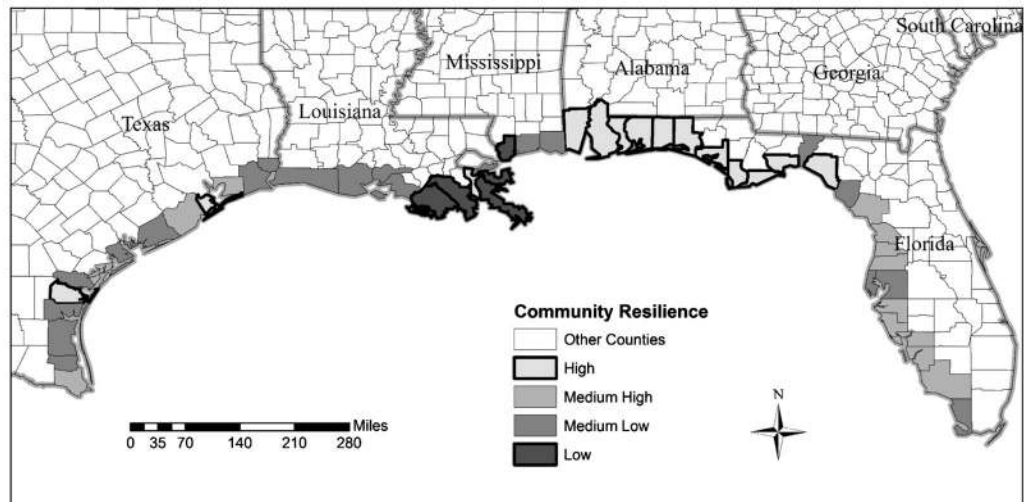 South Carolina
Mississippi
Alabama
Georgia
Louisiana
Texas
Florida
Community Resilience
Other Counties
High
Medium High
Medium Low
Low
N
Miles
0 35 70 140 210 280